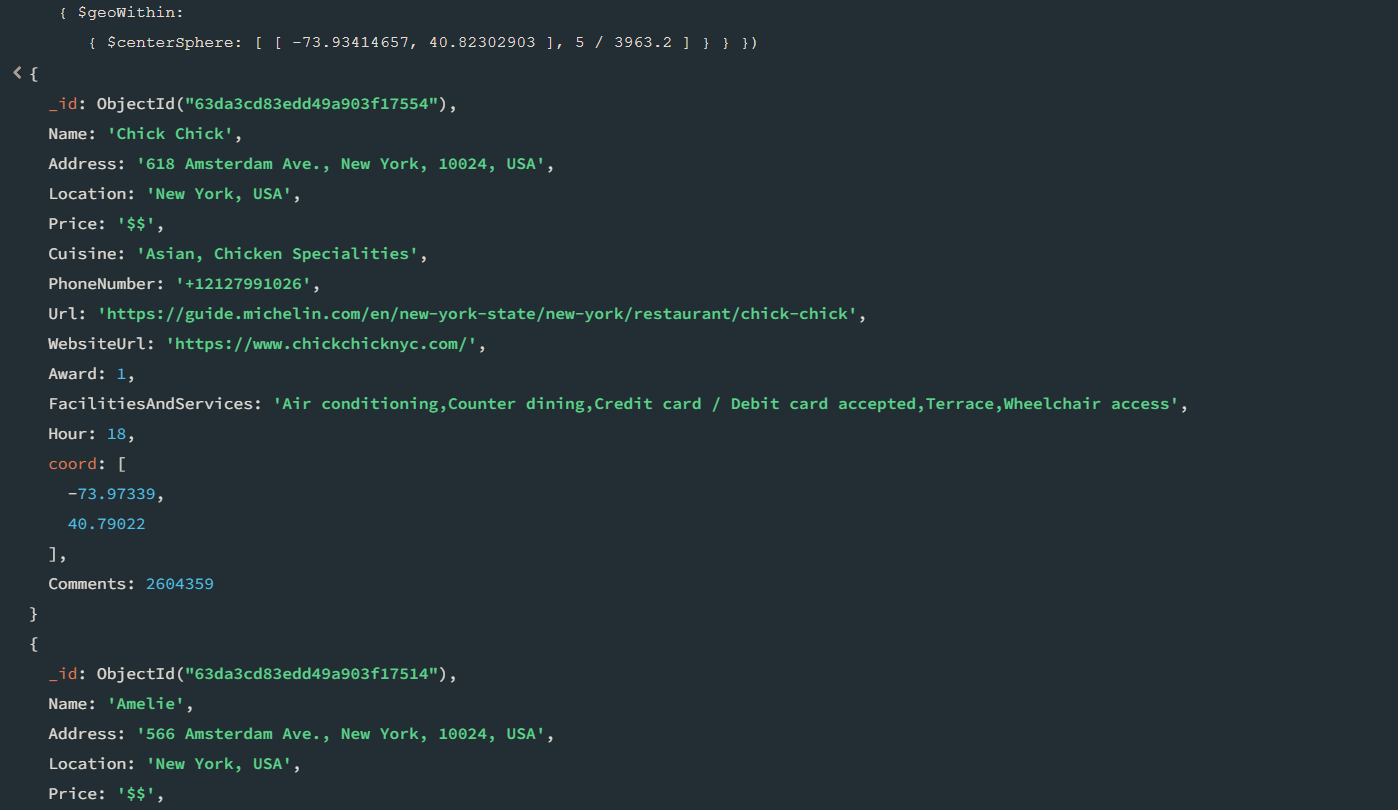 { $geoWithin:
{ $centerSphere: [ [ -73.93414657, 40.82302903 ], 5 / 3963.2 ] } } })
< {
_id: ObjectId("63da3cd83edd49a903f17554"),
Name: 'Chick Chick',
Address: '618 Amsterdam Ave., New York, 10024, USA',
Location: 'New York, USA',
Price: '$$',
Cuisine: 'Asian, Chicken Specialities',
PhoneNumber: '+12127991026',
Url: 'https://guide.michelin.com/en/new-york-state/new-york/restaurant/chick-chick',
WebsiteUrl: 'https://www.chickchicknyc.com/',
Award: 1,
FacilitiesAndServices: 'Air conditioning,Counter dining,Credit card / Debit card accepted,Terrace,Wheelchair access',
Hour: 18,
coord: [
-73.97339,
40.79022
],
Comments: 2604359
}
{
_id: ObjectId("63da3cd83edd49a903f17514"),
Name: 'Amelie',
Address: '566 Amsterdam Ave., New York, 10024, USA',
Location: 'New York, USA',
Price: '$$',